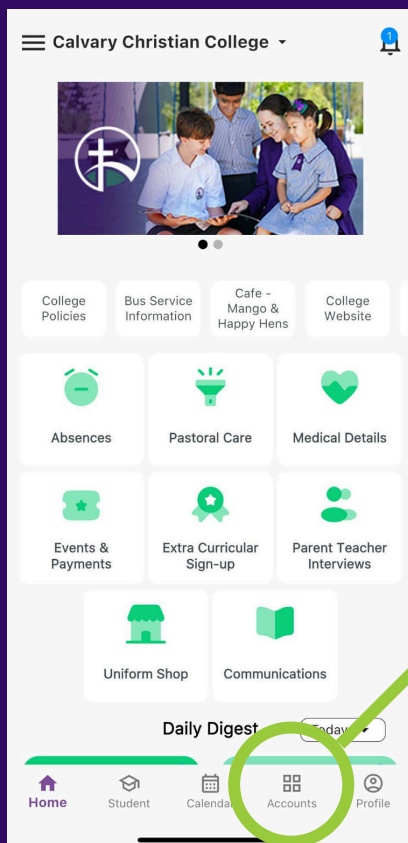 Calvary Christian College
1
College
Policies
Bus Service
Information
Cafe -
Mango &
Happy Hens
College
Website
Absences
Pastoral Care
Medical Details
Events &
Payments
Extra Curricular
Sign-up
Parent Teacher
Interviews
Uniform Shop
Communications
Daily Digest
Today
Home
Student
Calendar
Accounts
Profile